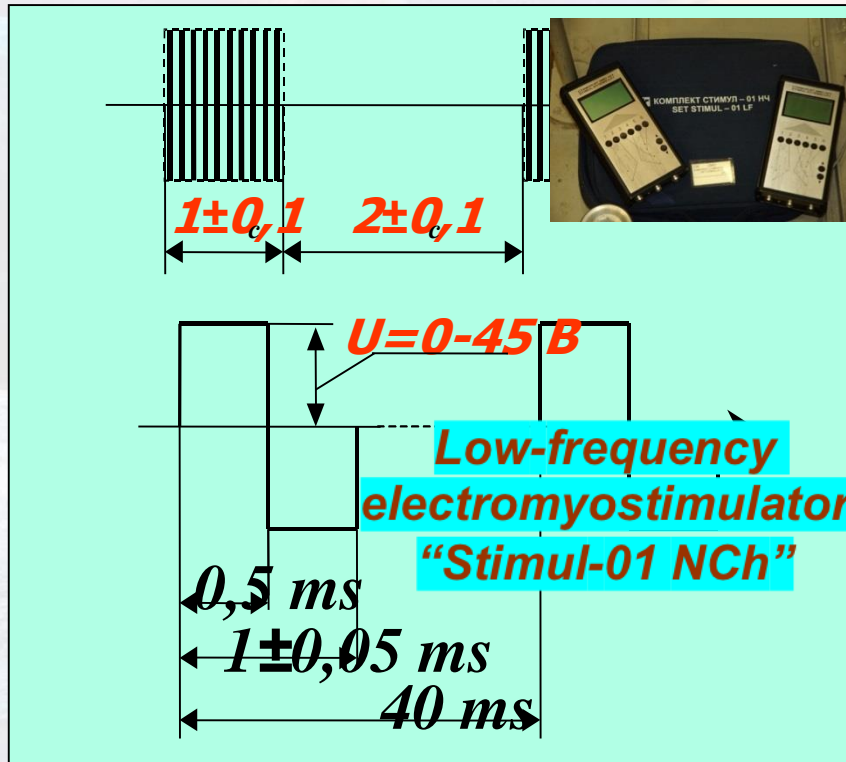 КОМПЛЕКТ СТИМУЛ – 01 НЧ
SET STIMUL – 01 LF
1±0,1
c
2±0,1
c
U=0-45 В
Low-frequency
electromyostimulator
“Stimul-01 NCh”
0,5 ms
1±0,05 ms
40 ms